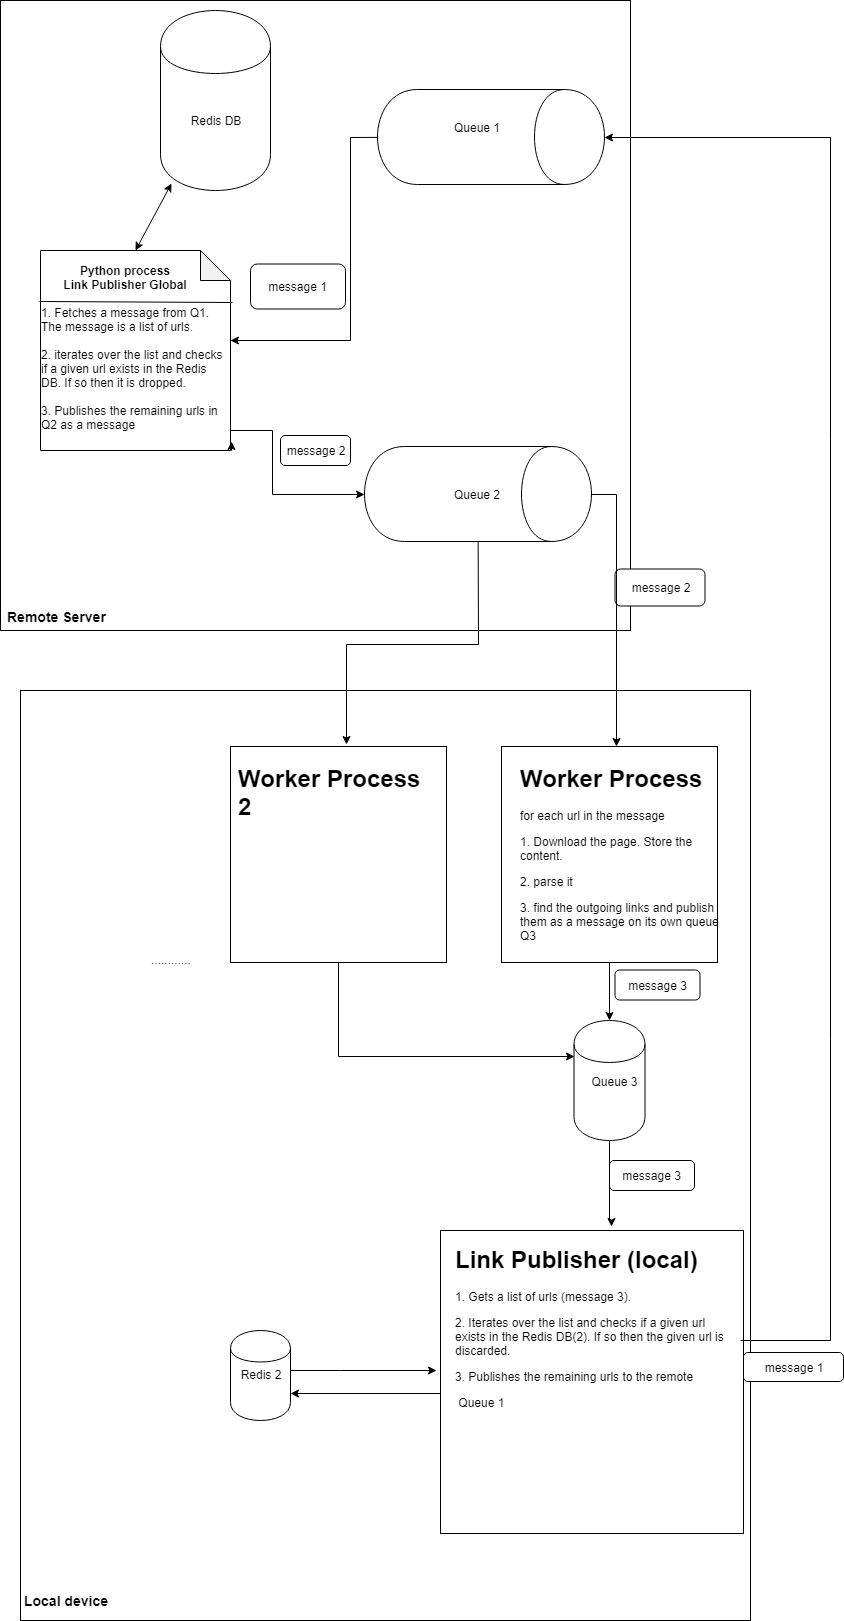 Redis DB
Queue 1
Python process
Link Publisher Global
message 1
1. Fetches a message from Q1.
The message is a list of urls.
2. iterates over the list and checks
if a given url exists in the Redis
DB. If so then it is dropped.
3. Publishes the remaining urls in
Q2 as a message
message 2
Queue 2
message 2
Remote Server
Worker Process
2
Worker Process
for each url in the message
1. Download the page. Store the
content.
2. parse it
3. find the outgoing links and publish
them as a message on its own queue
Q3
............
message 3
Queue 3
message 3
Link Publisher (local)
1. Gets a list of urls (message 3).
2. Iterates over the list and checks if a given url
exists in the Redis DB(2). If so then the given url is
discarded.
3. Publishes the remaining urls to the remote
Queue 1
Redis 2
message 1
Local device